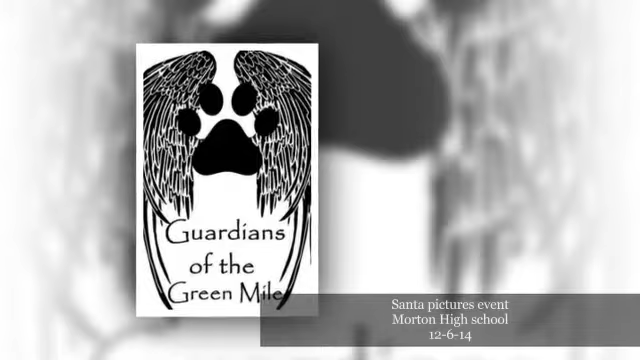 Guardians
of the
Green Mile
Santa pictures event
Morton High school
12-6-14